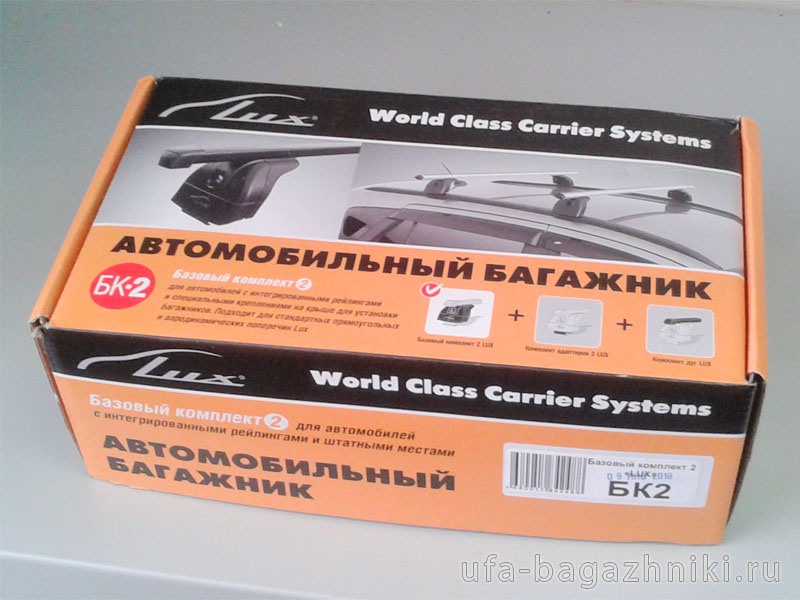 Lux®
World Class Carrier Systems
АВТОМОБИЛЬНЫЙ БАГАЖНИК
БК•2
Базовый комплект 2
для автомобилей с интегрированными рейлингами
и специальными креплениями на крыше для установки
багажников. Подходит для стандартных прямоугольных
и аэродинамических поперечин Lux
Базовый комплект 2 LUX
+
Комплект адаптеров 2 LUX
+
Комплект дуг LUX
Lux®
World Class Carrier Systems
Базовый комплект 2 для автомобилей
с интегрированными рейлингами и штатными местами
АВТОМОБИЛЬНЫЙ
БАГАЖНИК
Базовый комплект 2
«LUX»
БК2
ufa-bagazhniki.ru